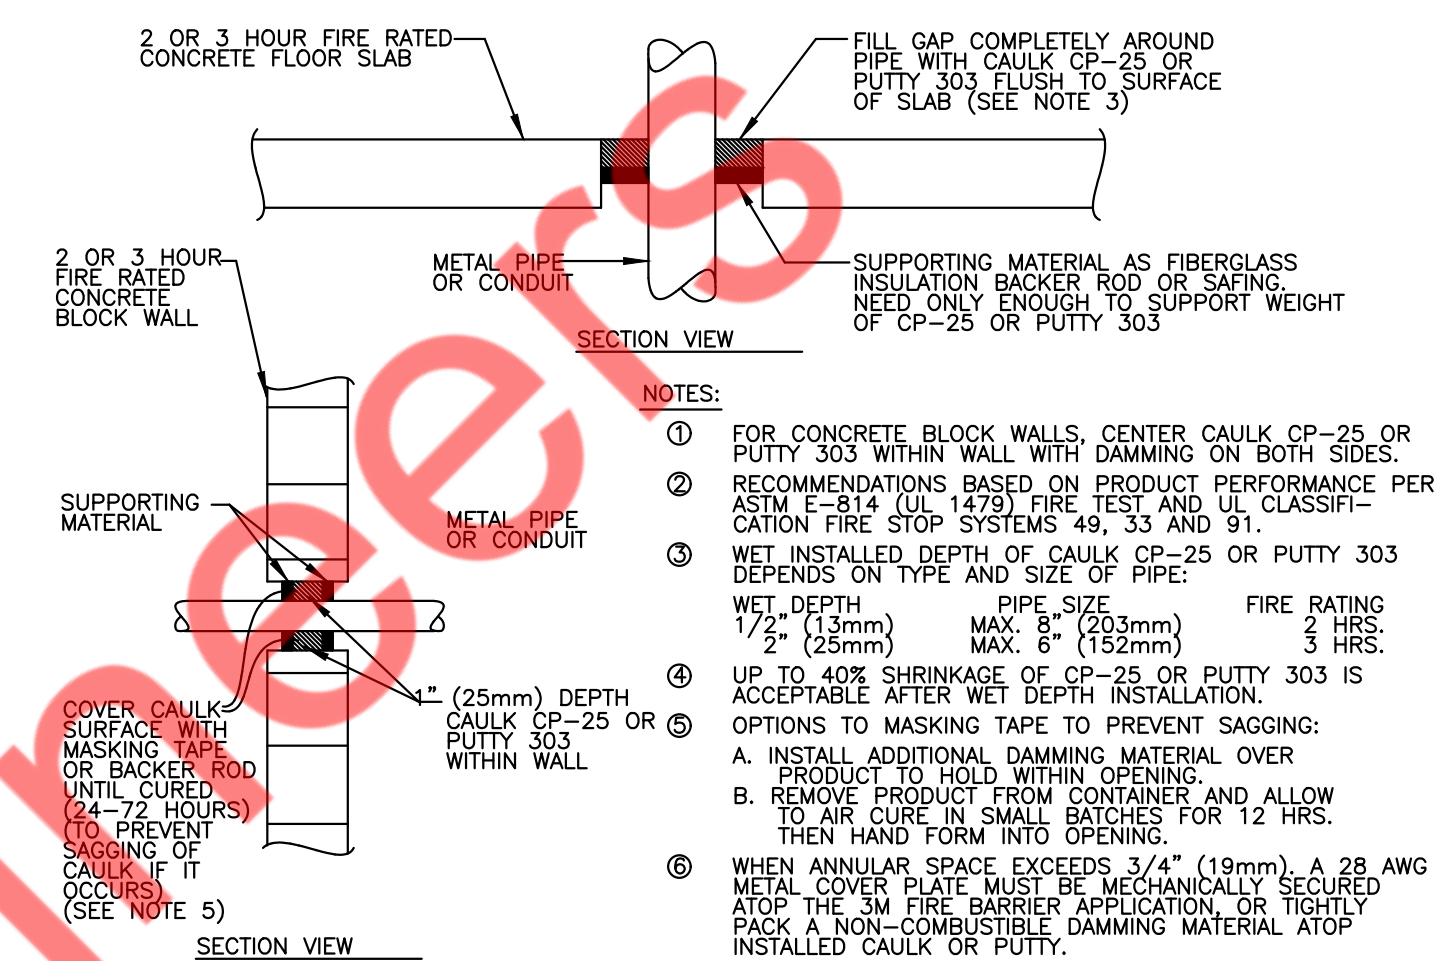 2 OR 3 HOUR FIRE RATED
CONCRETE FLOOR SLAB
FILL GAP COMPLETELY AROUND
PIPE WITH CAULK CP-25 OR
PUTTY 303 FLUSH TO SURFACE
OF SLAB (SEE NOTE 3)
2 OR 3 HOUR
FIRE RATED
CONCRETE
BLOCK WALL
METAL PIPE
OR CONDUIT
SUPPORTING MATERIAL AS FIBERGLASS
INSULATION BACKER ROD OR SAFING.
NEED ONLY ENOUGH TO SUPPORT WEIGHT
OF CP-25 OR PUTTY 303
SECTION VIEW
SUPPORTING
MATERIAL
METAL PIPE
OR CONDUIT
1" (25mm) DEPTH
CAULK CP-25 OR
PUTTY 303
WITHIN WALL
COVER CAULK
SURFACE WITH
MASKING TAPE
OR BACKER ROD
UNTIL CURED
(24-72 HOURS)
(TO PREVENT
SAGGING OF
CAULK IF IT
OCCURS)
(SEE NOTE 5)
SECTION VIEW
NOTES:
1 FOR CONCRETE BLOCK WALLS, CENTER CAULK CP-25 OR
PUTTY 303 WITHIN WALL WITH DAMMING ON BOTH SIDES.
2 RECOMMENDATIONS BASED ON PRODUCT PERFORMANCE PER
ASTM E-814 (UL 1479) FIRE TEST AND UL CLASSIFI-
CATION FIRE STOP SYSTEMS 49, 33 AND 91.
3 WET INSTALLED DEPTH OF CAULK CP-25 OR PUTTY 303
DEPENDS ON TYPE AND SIZE OF PIPE:
WET DEPTH PIPE SIZE FIRE RATING
1/2" (13mm) MAX. 8" (203mm) 2 HRS.
2" (25mm) MAX. 6" (152mm) 3 HRS.
4 UP TO 40% SHRINKAGE OF CP-25 OR PUTTY 303 IS
ACCEPTABLE AFTER WET DEPTH INSTALLATION.
5 OPTIONS TO MASKING TAPE TO PREVENT SAGGING:
A. INSTALL ADDITIONAL DAMMING MATERIAL OVER
PRODUCT TO HOLD WITHIN OPENING.
B. REMOVE PRODUCT FROM CONTAINER AND ALLOW
TO AIR CURE IN SMALL BATCHES FOR 12 HRS.
THEN HAND FORM INTO OPENING.
6 WHEN ANNULAR SPACE EXCEEDS 3/4" (19mm). A 28 AWG
METAL COVER PLATE MUST BE MECHANICALLY SECURED
ATOP THE 3M FIRE BARRIER APPLICATION, OR TIGHTLY
PACK A NON-COMBUSTIBLE DAMMING MATERIAL ATOP
INSTALLED CAULK OR PUTTY.
neers